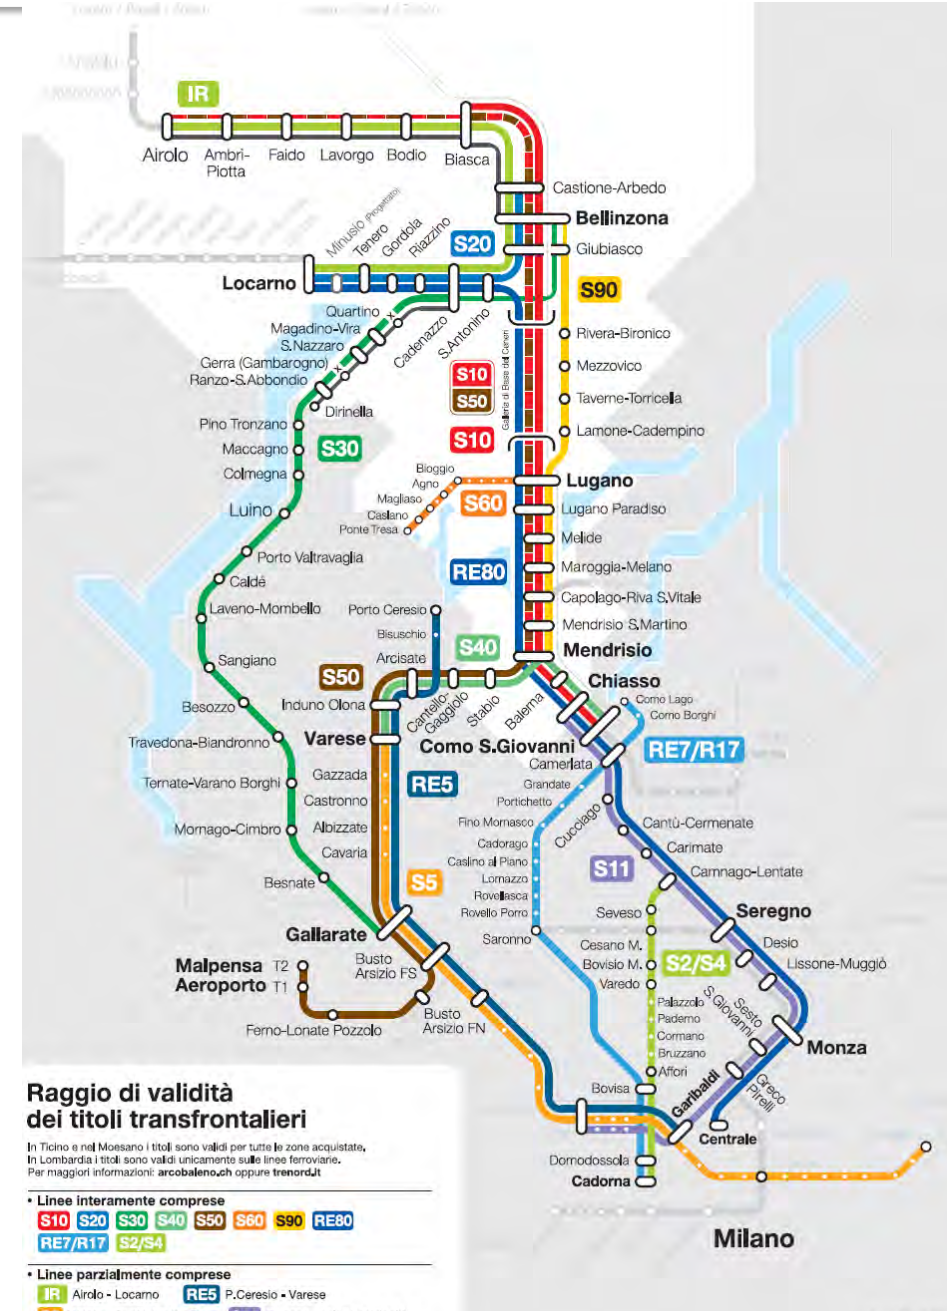 IR
Airolo
Ambrì-
Piotta
Faido
Lavorgo
Bodio
Biasca
Castione-Arbedo
Bellinzona
Giubiasco
S20
S90
Minusio (Progettato)
Tenero
Gordola
Riazzino
Locarno
Quartino
Magadino-Vira
S.Nazzaro
Gerra (Gambarogno)
Ranzo-S.Abbondio
Dirinella
Cadenazzo
S.Antonino
Galleria di Base del Ceneri
Rivera-Bironico
Mezzovico
Taverne-Torricella
Lamone-Cadempino
S10
S50
S10
Pino Tronzano
Maccagno
Colmegna
S30
Luino
Porto Valtravaglia
Caldé
Laveno-Mombello
Sangiano
Besozzo
Travedona-Biandronno
Ternate-Varano Borghi
Mornago-Cimbro
Besnate
Bioggio
Agno
Magliaso
Caslano
Ponte Tresa
S60
Lugano
Lugano Paradiso
Melide
RE80
Maroggia-Melano
Capolago-Riva S.Vitale
Mendrisio S.Martino
Mendrisio
Porto Ceresio
Bisuschio
Arcisate
S40
S50
Induno Olona
Cantello-
Gaggiolo
Stabio
Balerna
Chiasso
Como Lago
Como Borghi
Varese
Como S.Giovanni
RE7/R17
Camerlata
Gazzada
Castronno
Albizzate
Cavaria
RE5
S5
Grandate
Portichetto
Fino Mornasco
Cadorago
Caslino al Piano
Lomazzo
Rovellasca
Rovello Porro
Saronno
Cucciago
Cantù-Cermenate
Carimate
Camnago-Lentate
S11
Seregno
Desio
Lissone-Muggiò
Seveso
Cesano M.
Bovisio M.
Varedo
S2/S4
Palazzolo
Paderno
Cormano
Bruzzano
Affori
Sesto
S.Giovanni
Monza
Greco
Pirelli
Garibaldi
Centrale
Gallarate
Malpensa
Aeroporto
T2
T1
Busto
Arsizio FS
Busto
Arsizio FN
Ferno-Lonate Pozzolo
Bovisa
Domodossola
Cadorna
Milano
Raggio di validità
dei titoli transfrontalieri
In Ticino e nel Moesano i titoli sono validi per tutte le zone acquistate.
In Lombardia i titoli sono validi unicamente sulle linee ferroviarie.
Per maggiori informazioni: arcobaleno.ch oppure trenord.it
• Linee interamente comprese
S10 S20 S30 S40 S50 S60 S90 RE80
RE7/R17 S2/S4
• Linee parzialmente comprese
IR Airolo - Locarno RE5 P.Ceresio - Varese